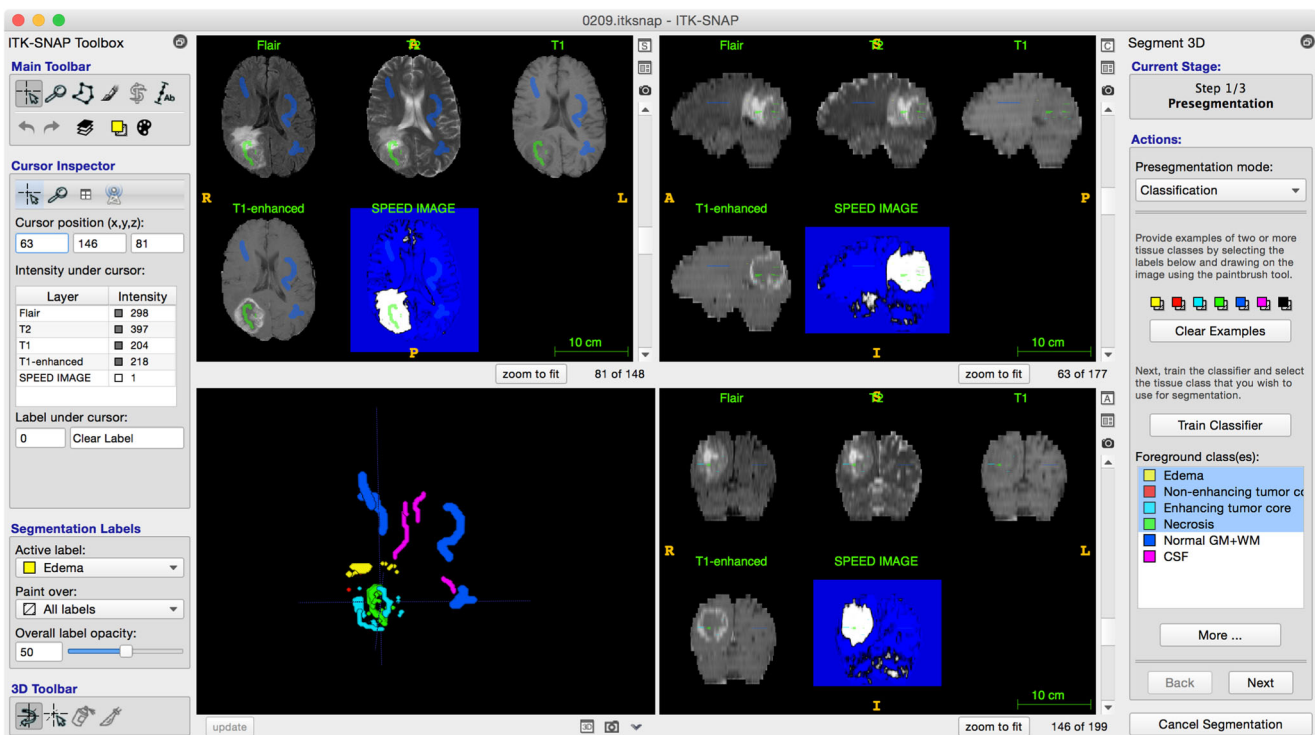 0209.itksnap - ITK-SNAP
ITK-SNAP Toolbox
Main Toolbar
Cursor Inspector
Cursor position (x,y,z):
63 146 81
Intensity under cursor:
Layer Intensity
Flair 298
T2 397
T1 204
T1-enhanced 218
SPEED IMAGE 1
Label under cursor:
0 Clear Label
Segmentation Labels
Active label:
Edema
Paint over:
All labels
Overall label opacity:
50
3D Toolbar
Flair T1
A
R L
T1-enhanced SPEED IMAGE
P
10 cm
zoom to fit 81 of 148
S
Flair T1
S
A P
T1-enhanced SPEED IMAGE
I
10 cm
zoom to fit 63 of 177
C
update
3D
Flair T1
S
R L
T1-enhanced SPEED IMAGE
I
10 cm
zoom to fit 146 of 199
A
Segment 3D
Current Stage:
Step 1/3
Presegmentation
Actions:
Presegmentation mode:
Classification
Provide examples of two or more
tissue classes by selecting the
labels below and drawing on the
image using the paintbrush tool.
Clear Examples
Next, train the classifier and select
the tissue class that you wish to
use for segmentation.
Train Classifier
Foreground class(es):
Edema
Non-enhancing tumor co
Enhancing tumor core
Necrosis
Normal GM+WM
CSF
More ...
Back Next
Cancel Segmentation